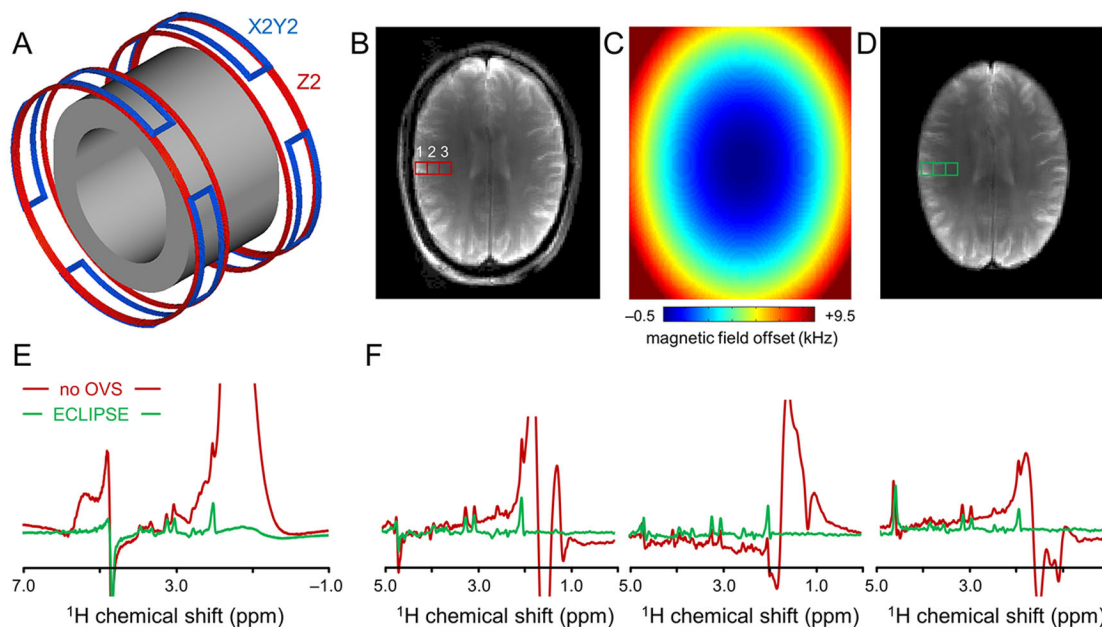 A
X2Y2
Z2
B
1 2 3
C
D
–0.5
+9.5
magnetic field offset (kHz)
E
no OVS
ECLIPSE
7.0
3.0
–1.0
¹H chemical shift (ppm)
F
5.0
3.0
1.0
¹H chemical shift (ppm)
5.0
3.0
1.0
¹H chemical shift (ppm)
5.0
3.0
1.0
¹H chemical shift (ppm)